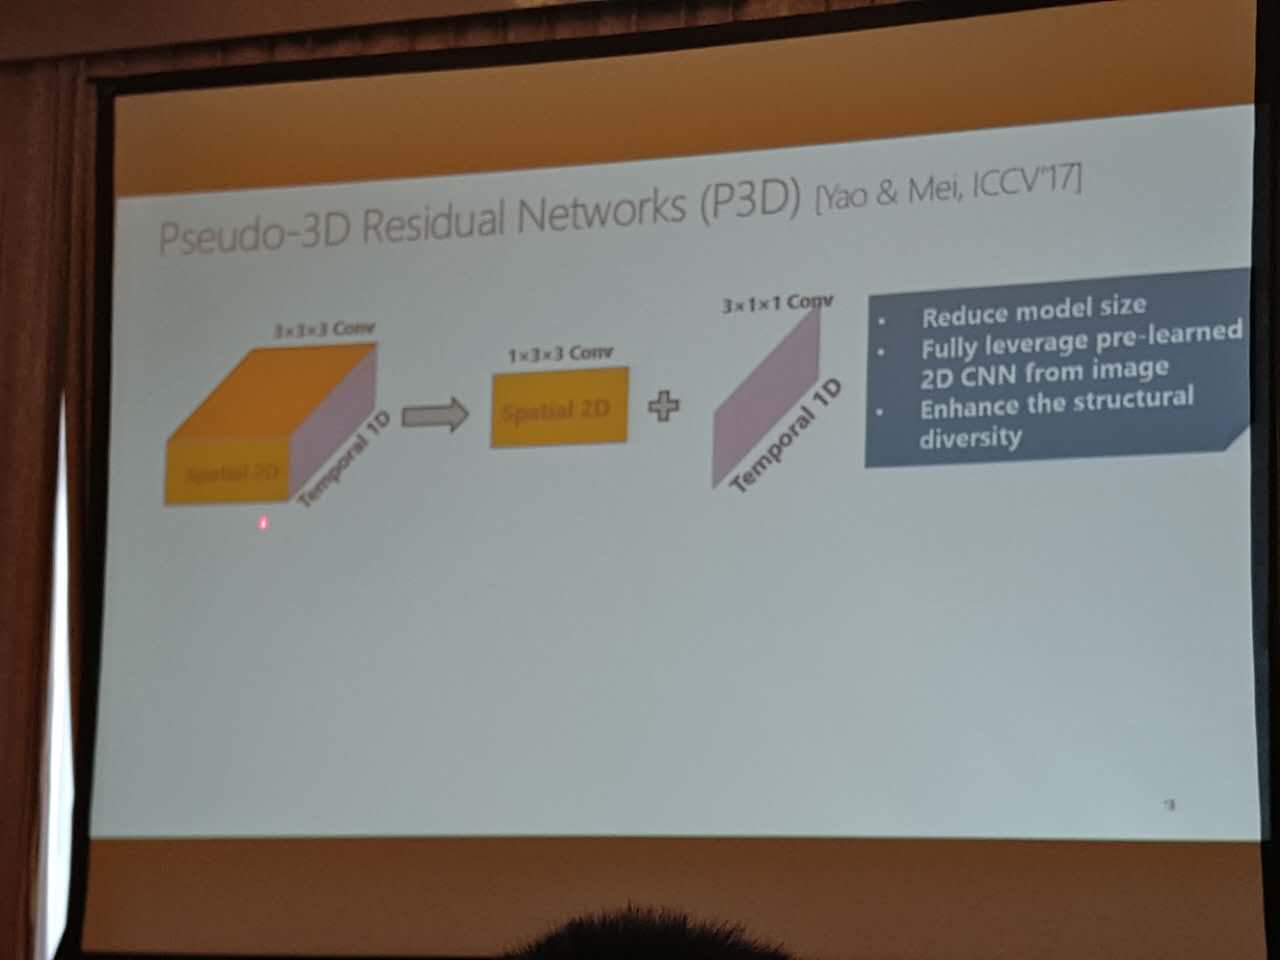 Pseudo-3D Residual Networks (P3D) [Yao & Mei, ICCV'17]
3×3×3 Conv
Spatial 2D
Temporal 1D
1×3×3 Conv
Spatial 2D
3×1×1 Conv
Temporal 1D
• Reduce model size
• Fully leverage pre-learned
2D CNN from image
• Enhance the structural
diversity